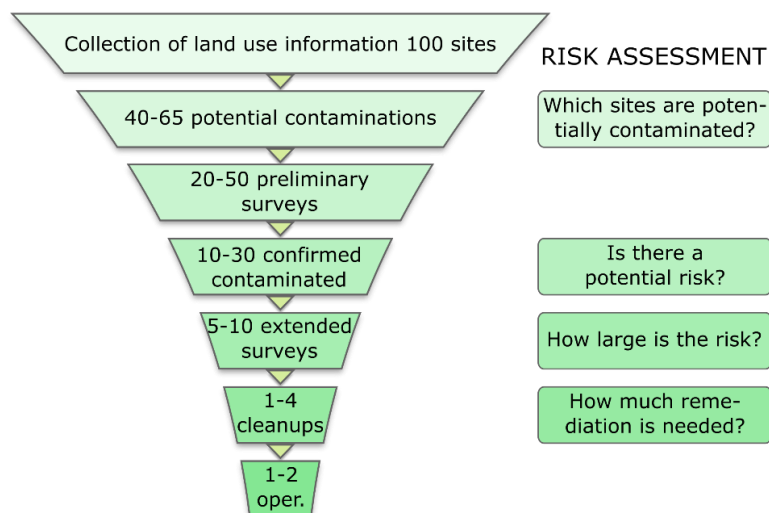 Collection of land use information 100 sites
RISK ASSESSMENT
40-65 potential contaminations
Which sites are poten-
tially contaminated?
20-50 preliminary
surveys
10-30 confirmed
contaminated
Is there a
potential risk?
5-10 extended
surveys
How large is the risk?
1-4
cleanups
How much reme-
diation is needed?
1-2
oper.